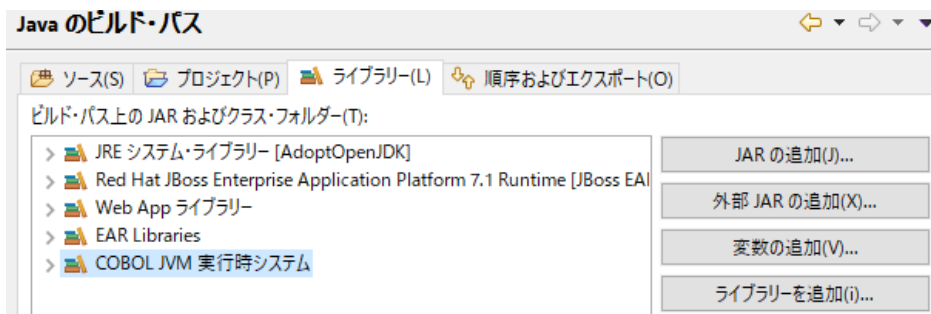 Java のビルド・パス
ソース(S) プロジェクト(P) ライブラリー(L) 順序およびエクスポート(O)
ビルド・パス上の JAR およびクラス・フォルダー(T):
JRE システム・ライブラリー [AdoptOpenJDK]
Red Hat JBoss Enterprise Application Platform 7.1 Runtime [JBoss EAI
Web App ライブラリー
EAR Libraries
COBOL JVM 実行時システム
JAR の追加(J)...
外部 JAR の追加(X)...
変数の追加(V)...
ライブラリーを追加(i)...